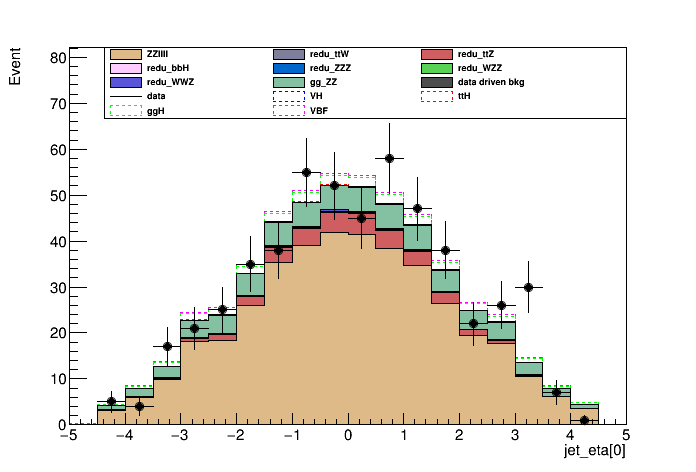 Event
80
70
60
50
40
30
20
10
0
ZZllll redu_ttW redu_ttZ
redu_bbH redu_ZZZ redu_WZZ
redu_WWZ gg_ZZ data driven bkg
data VH ttH
ggH VBF
−5 −4 −3 −2 −1 0 1 2 3 4 5
jet_eta[0]